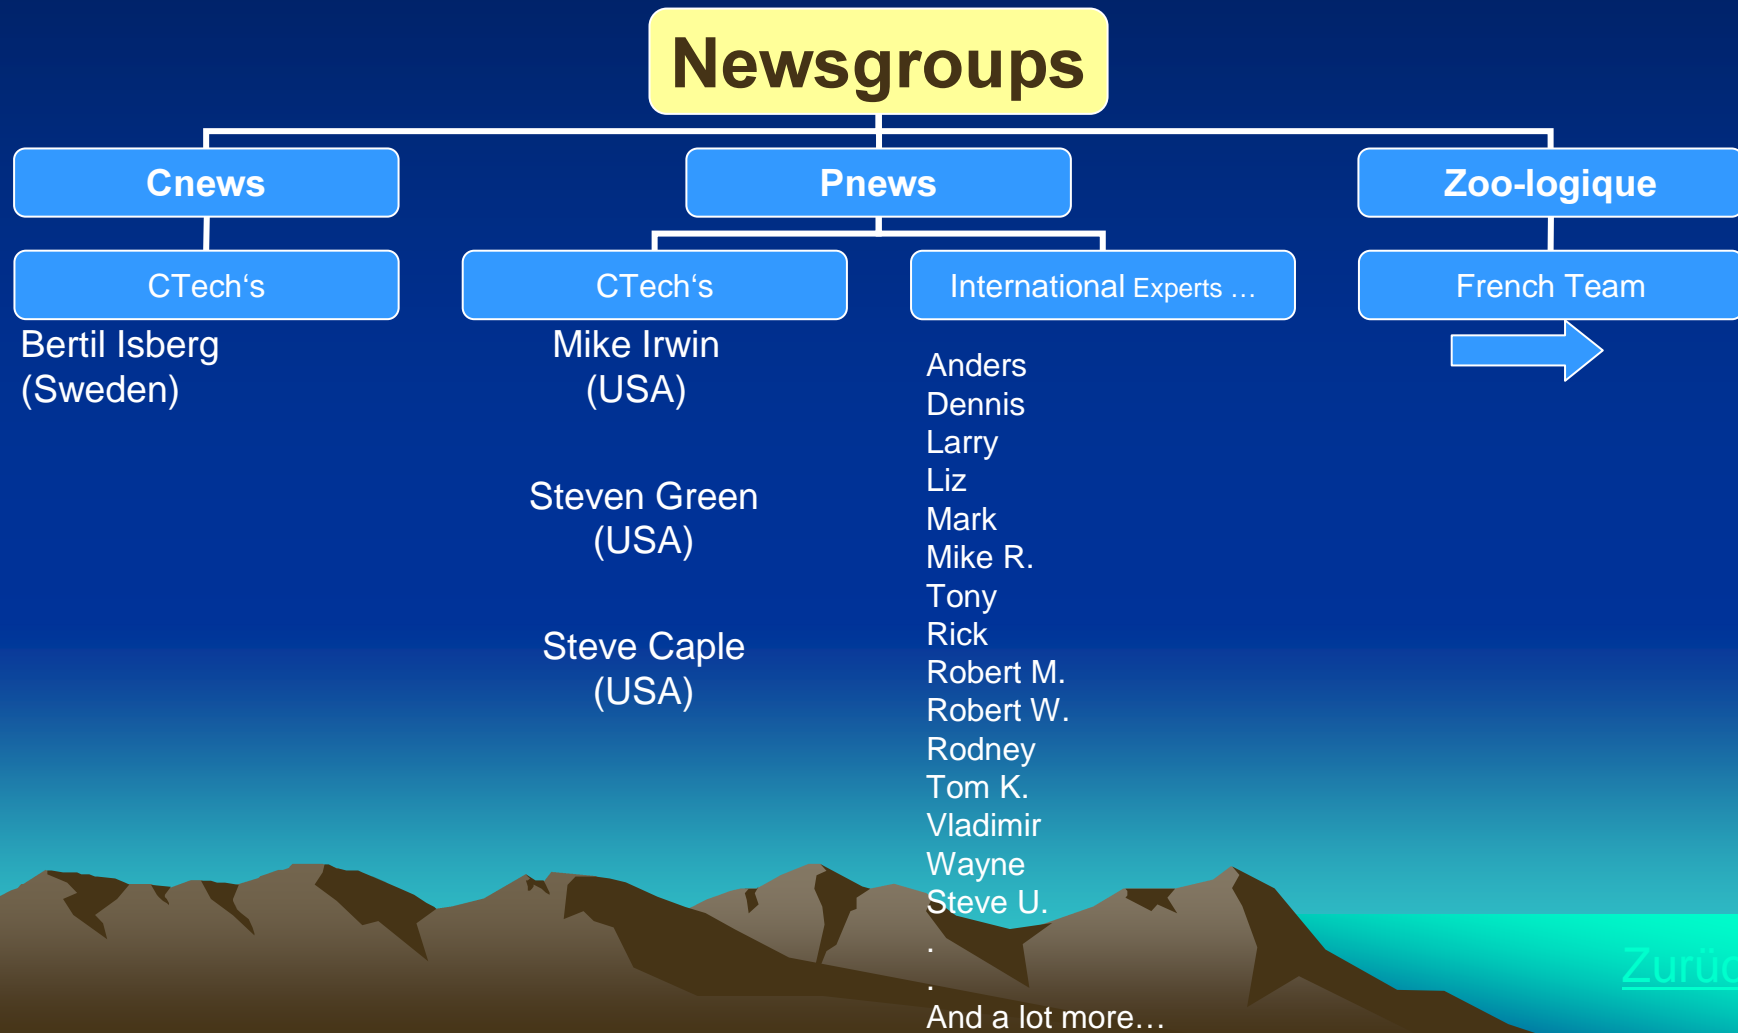 Newsgroups
Cnews
Pnews
Zoo-logique
CTech‘s
CTech‘s
International Experts …
French Team
Bertil Isberg
(Sweden)
Mike Irwin
(USA)
Steven Green
(USA)
Steve Caple
(USA)
Anders
Dennis
Larry
Liz
Mark
Mike R.
Tony
Rick
Robert M.
Robert W.
Rodney
Tom K.
Vladimir
Wayne
Steve U.
.
.
And a lot more…